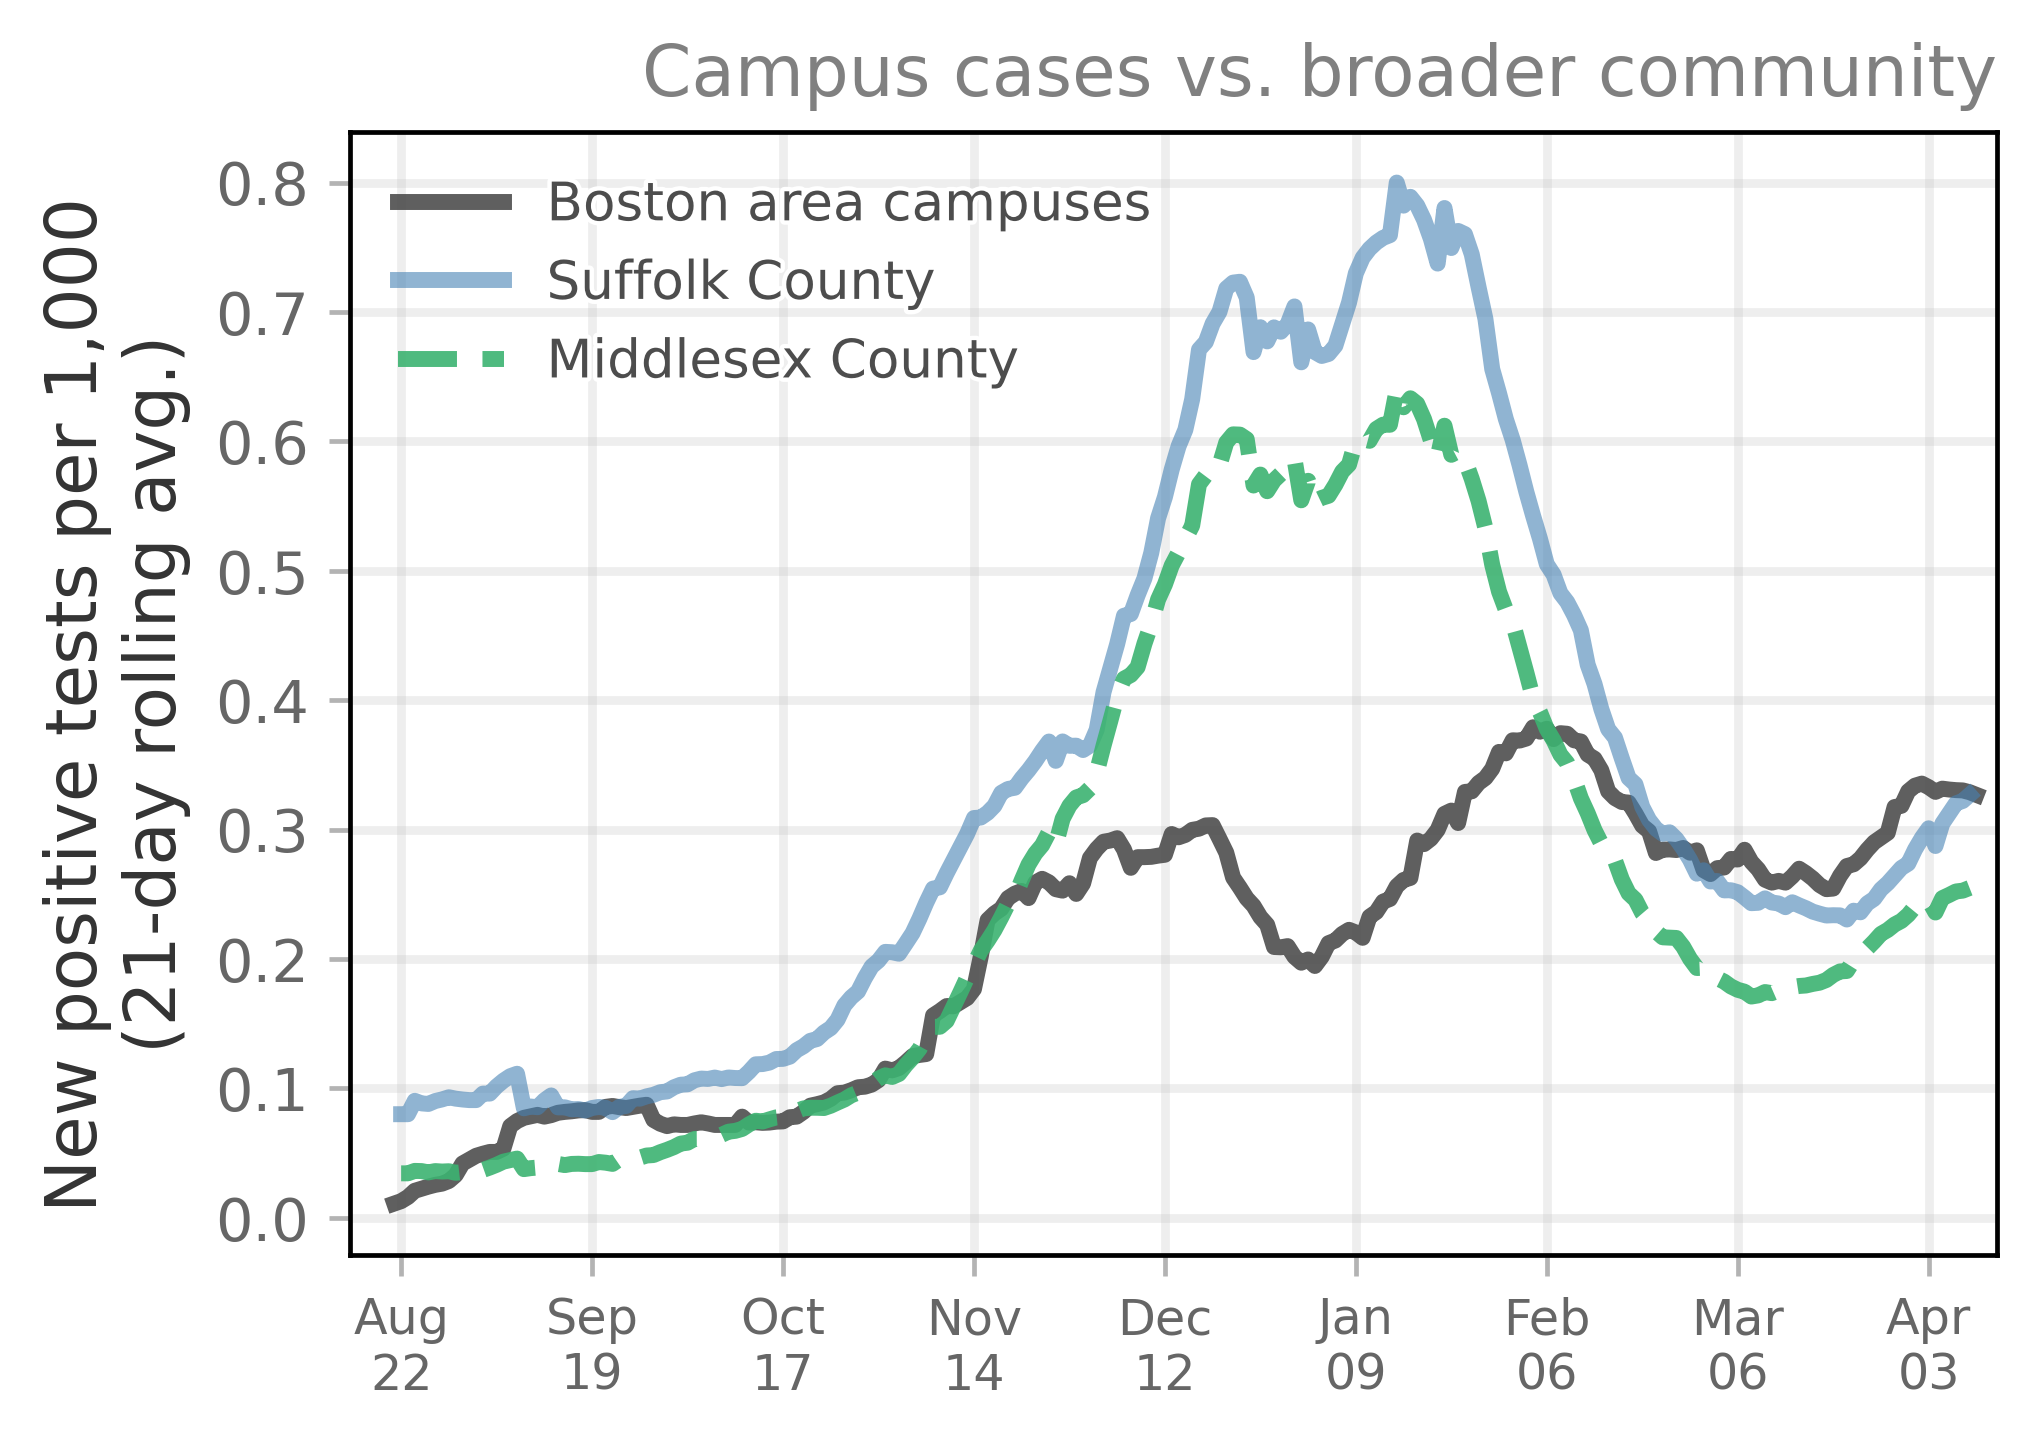 Campus cases vs. broader community
New positive tests per 1,000
(21-day rolling avg.)
0.8
0.7
0.6
0.5
0.4
0.3
0.2
0.1
0.0
Boston area campuses
Suffolk County
Middlesex County
Aug
22
Sep
19
Oct
17
Nov
14
Dec
12
Jan
09
Feb
06
Mar
06
Apr
03